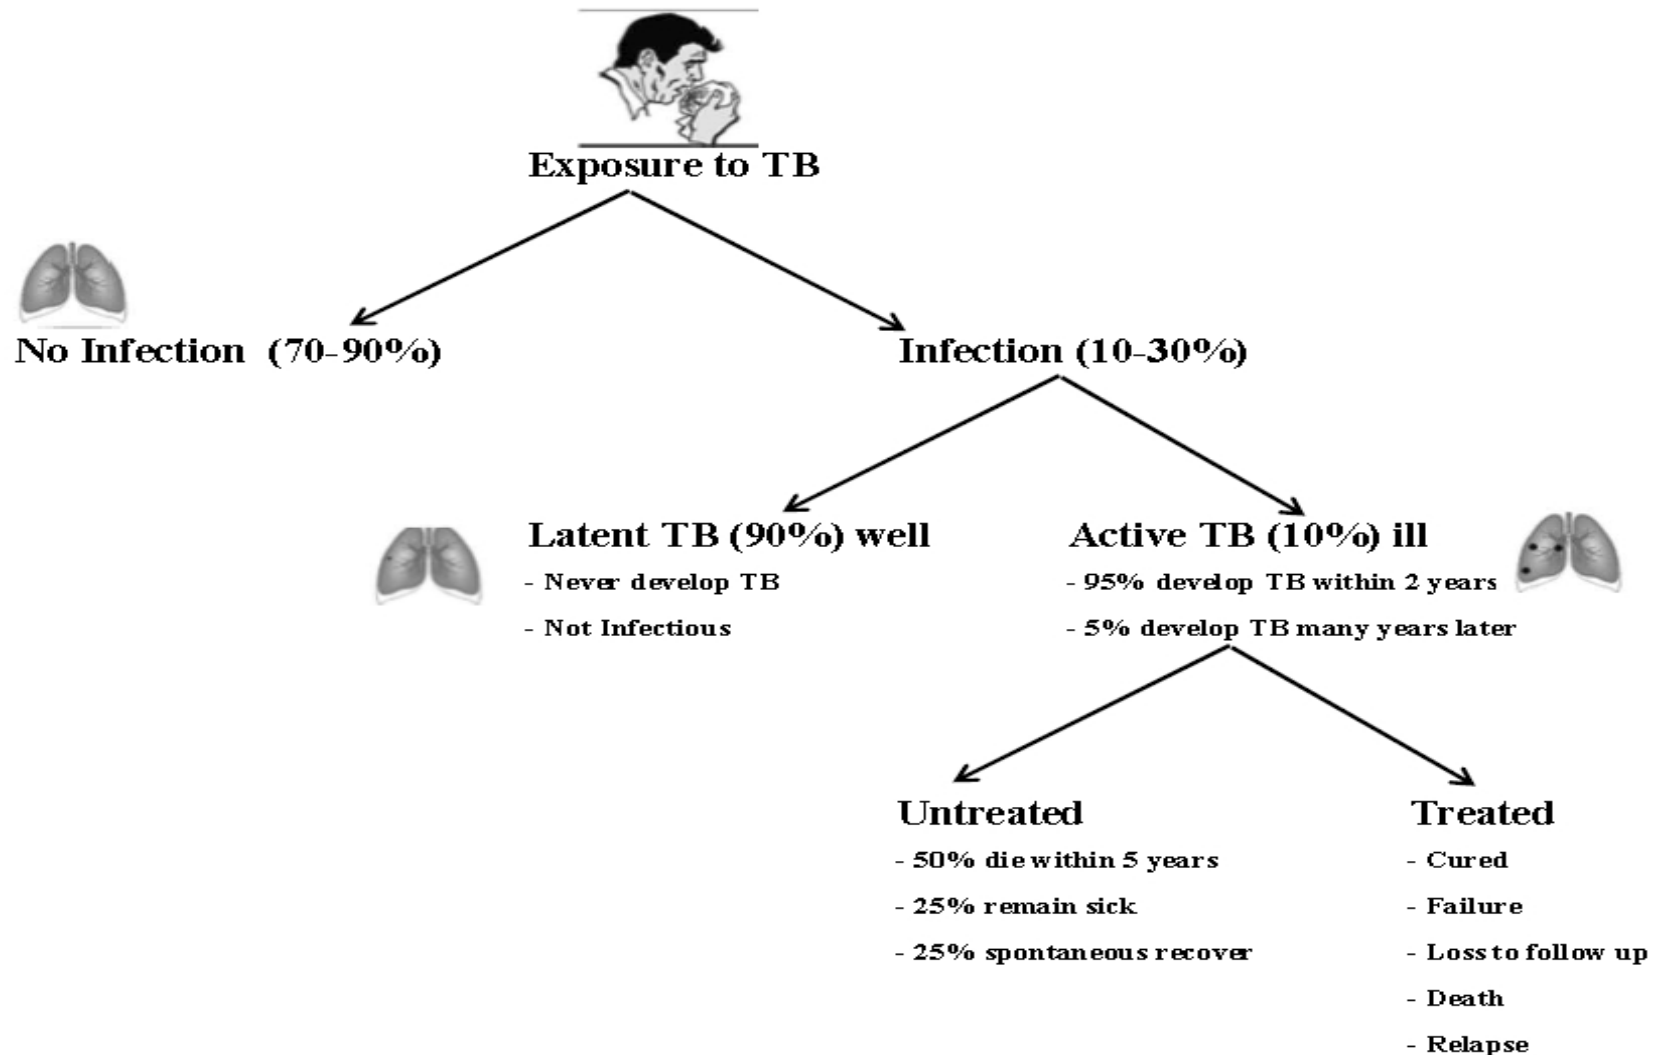 Exposure to TB
No Infection (70-90%)
Infection (10-30%)
Latent TB (90%) well
- Never develop TB
- Not Infectious
Active TB (10%) ill
- 95% develop TB within 2 years
- 5% develop TB many years later
Untreated
- 50% die within 5 years
- 25% remain sick
- 25% spontaneous recover
Treated
- Cured
- Failure
- Loss to follow up
- Death
- Relapse